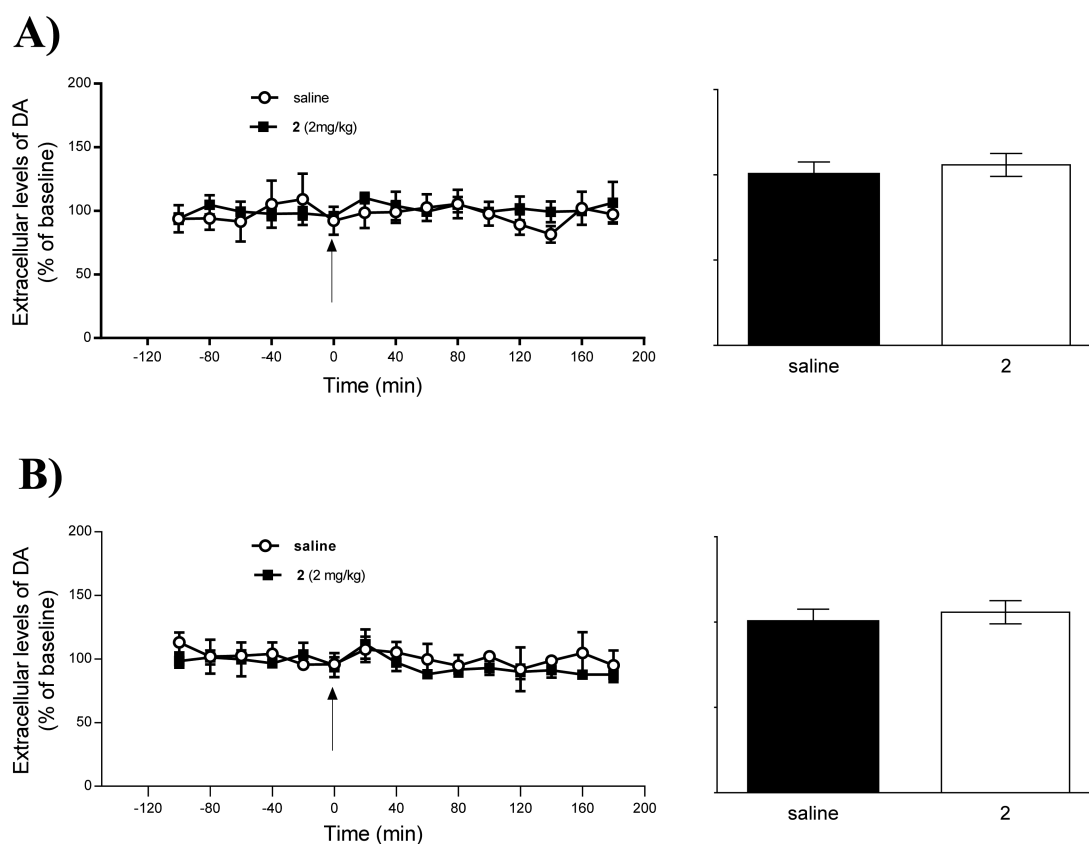 A)
Extracellular levels of DA
(% of baseline)
200
150
100
50
0
saline
2 (2mg/kg)
-120 -80 -40 0 40 80 120 160 200
Time (min)
saline 2
B)
Extracellular levels of DA
(% of baseline)
200
150
100
50
0
saline
2 (2 mg/kg)
-120 -80 -40 0 40 80 120 160 200
Time (min)
saline 2